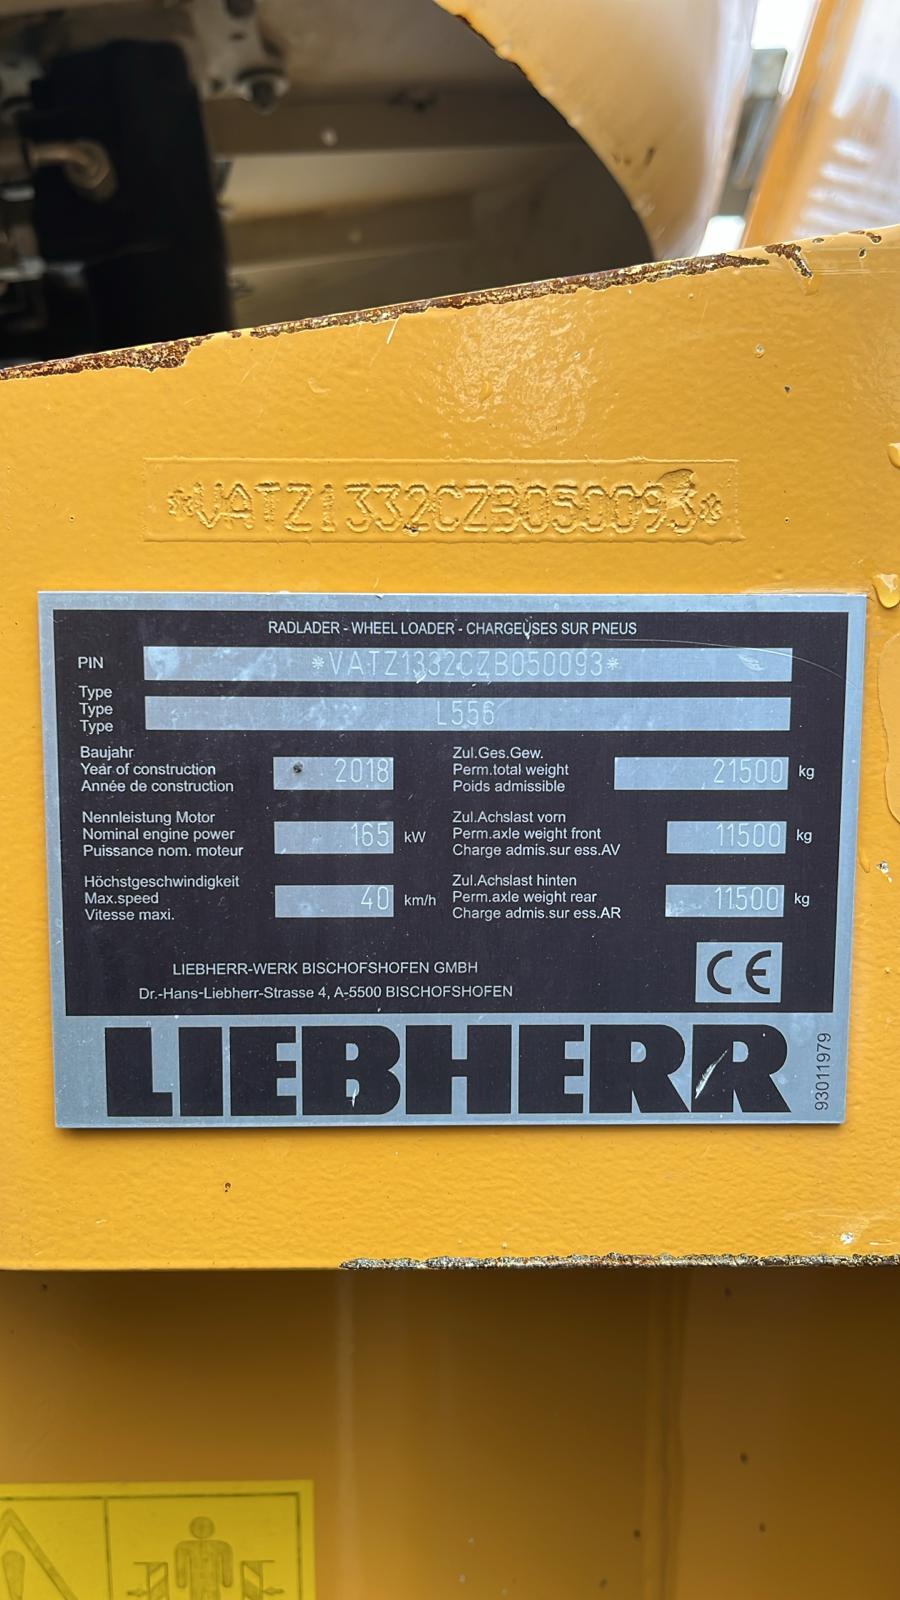 *VATZ1332CZB050093*
RADLADER - WHEEL LOADER - CHARGEUSES SUR PNEUS
PIN *VATZ1332CZB050093*
Type
Type L556
Type
Baujahr
Year of construction 2018
Année de construction
Zul.Ges.Gew.
Perm.total weight 21500 kg
Poids admissible
Nennleistung Motor
Nominal engine power 165 kW
Puissance nom. moteur
Zul.Achslast vorn
Perm.axle weight front 11500 kg
Charge admis.sur ess.AV
Höchstgeschwindigkeit
Max.speed 40 km/h
Vitesse maxi.
Zul.Achslast hinten
Perm.axle weight rear 11500 kg
Charge admis.sur ess.AR
LIEBHERR-WERK BISCHOFSHOFEN GMBH
Dr.-Hans-Liebherr-Strasse 4, A-5500 BISCHOFSHOFEN
CE
LIEBHERR
93011979